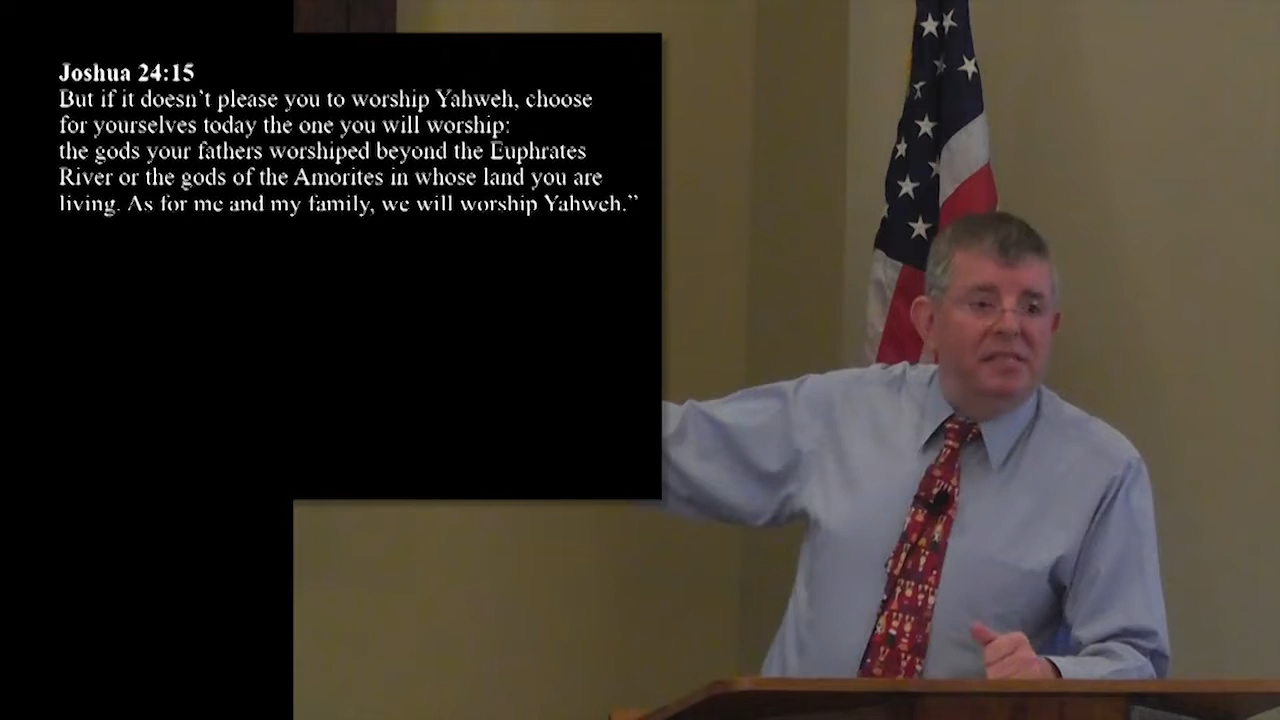 Joshua 24:15
But if it doesn't please you to worship Yahweh, choose
for yourselves today the one you will worship:
the gods your fathers worshiped beyond the Euphrates
River or the gods of the Amorites in whose land you are
living. As for me and my family, we will worship Yahweh.”